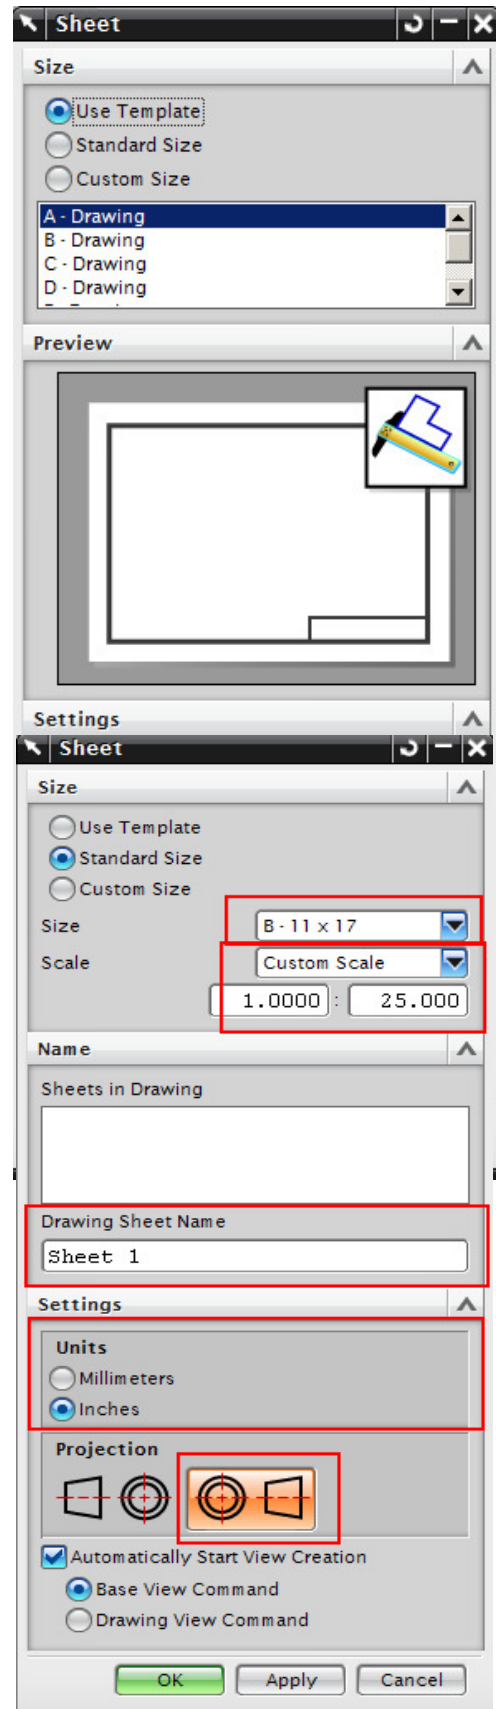 Sheet
Size
Use Template
Standard Size
Custom Size
A - Drawing
B - Drawing
C - Drawing
D - Drawing
Preview
Settings
Sheet
Size
Use Template
Standard Size
Custom Size
Size B - 11 x 17
Scale Custom Scale
1.0000 : 25.000
Name
Sheets in Drawing
Drawing Sheet Name
Sheet 1
Settings
Units
Millimeters
Inches
Projection
Automatically Start View Creation
Base View Command
Drawing View Command
OK Apply Cancel